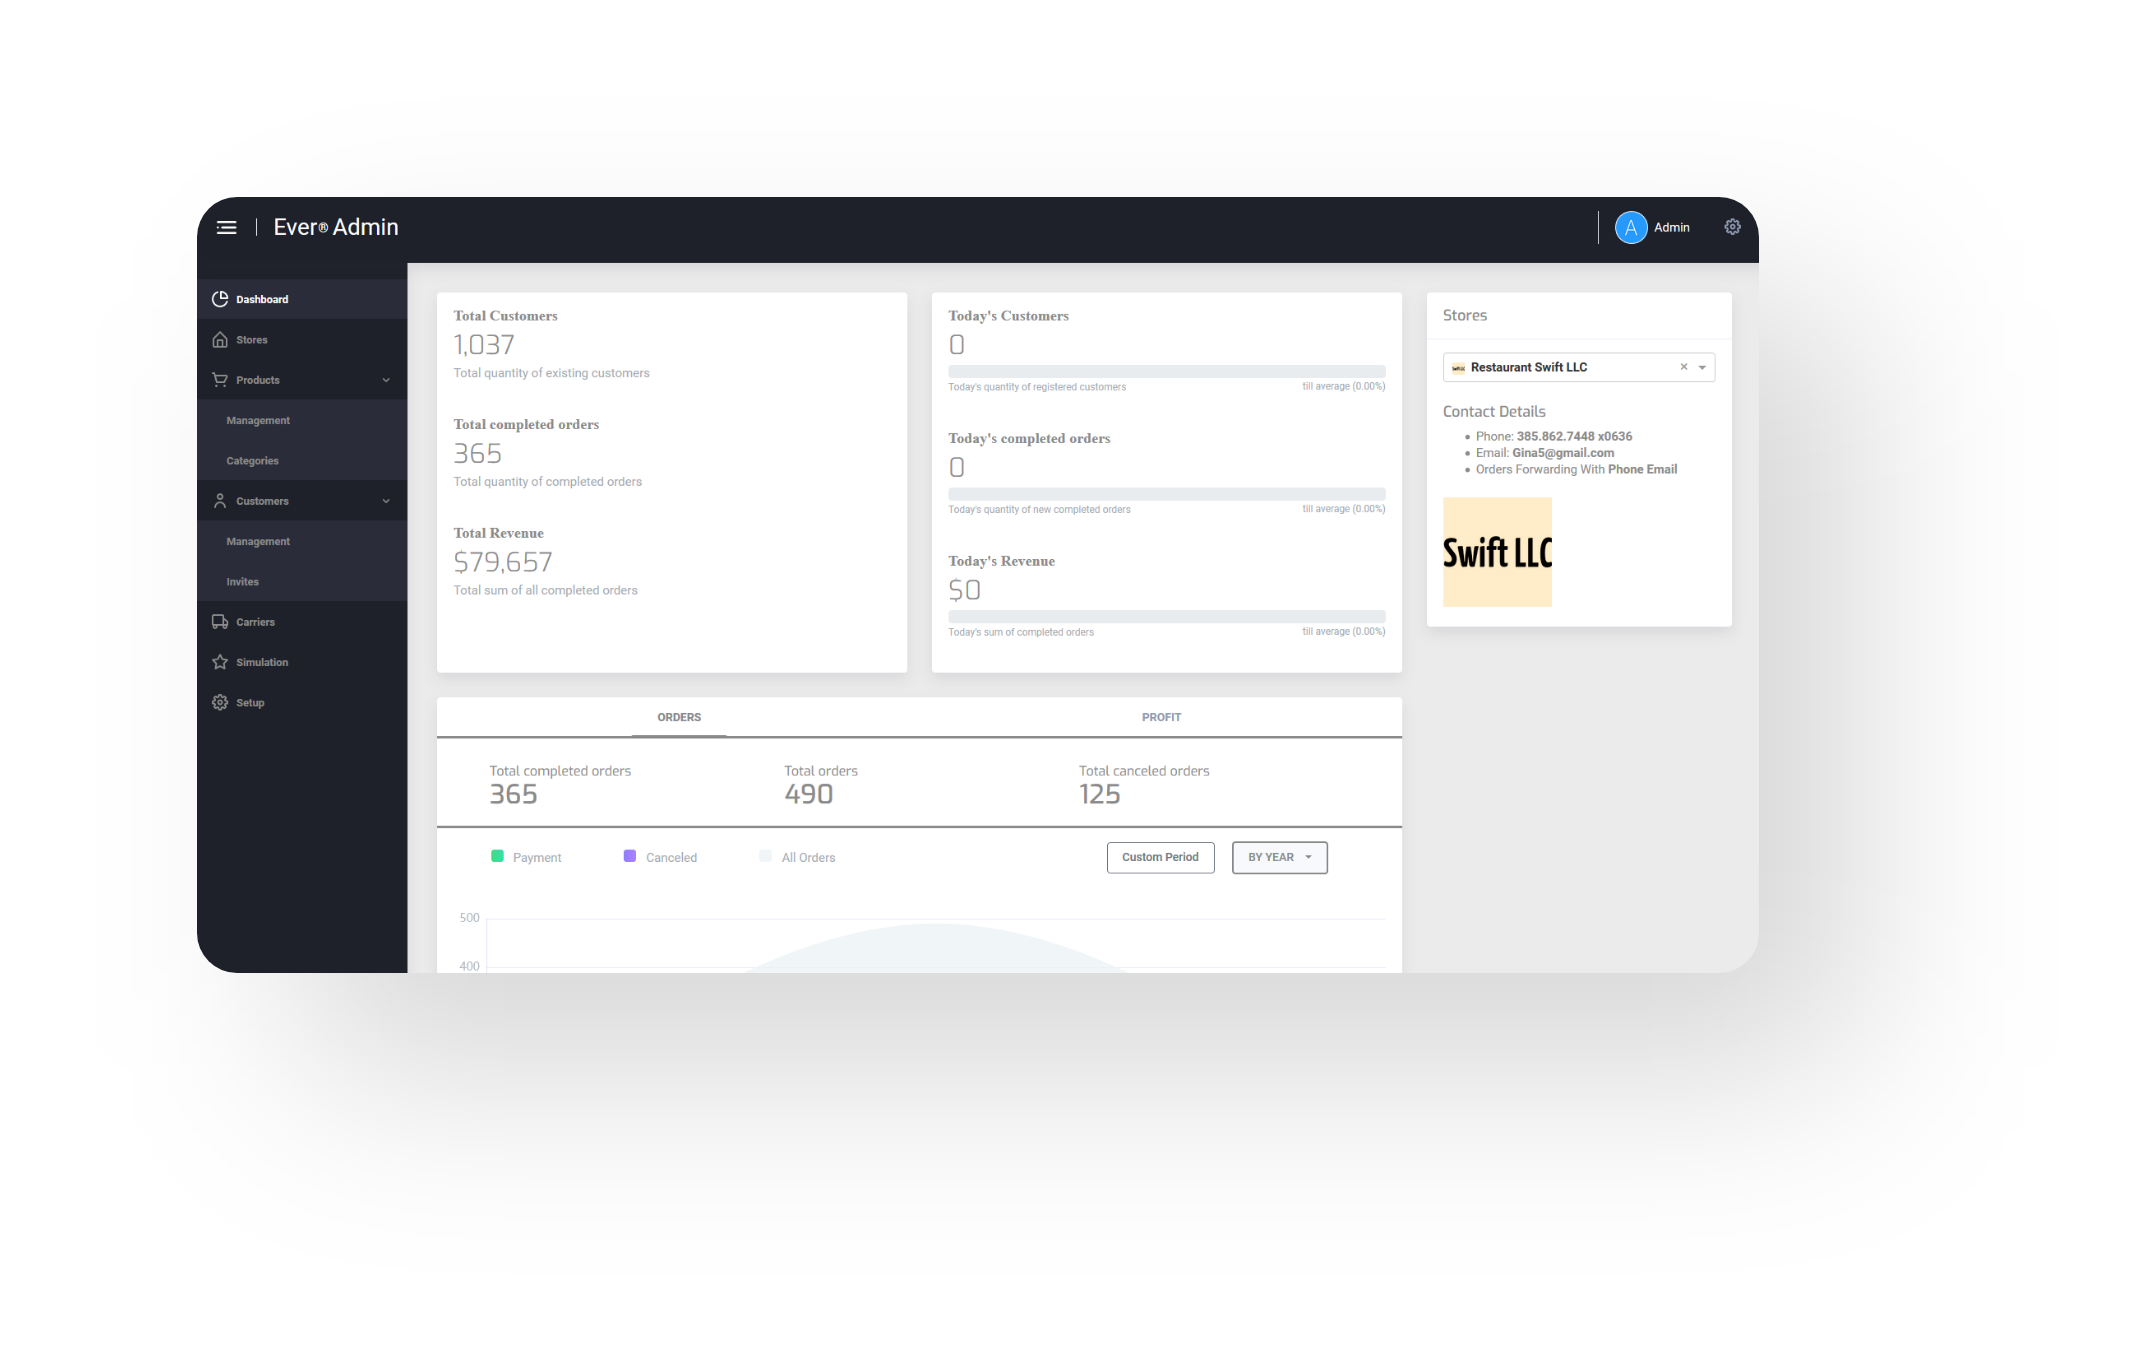 Ever® Admin
A Admin
Dashboard
Stores
Products
Management
Categories
Customers
Management
Invites
Carriers
Simulation
Setup
Total Customers
1,037
Total quantity of existing customers
Total completed orders
365
Total quantity of completed orders
Total Revenue
$79,657
Total sum of all completed orders
Today's Customers
0
Today's quantity of registered customers till average (0.00%)
Today's completed orders
0
Today's quantity of new completed orders till average (0.00%)
Today's Revenue
$0
Today's sum of completed orders till average (0.00%)
Stores
Restaurant Swift LLC ×
Contact Details
Phone: 385.862.7448 x0636
Email: Gina5@gmail.com
Orders Forwarding With Phone Email
Swift LLC
ORDERS PROFIT
Total completed orders Total orders Total canceled orders
365 490 125
Payment Canceled All Orders Custom Period BY YEAR
500
400